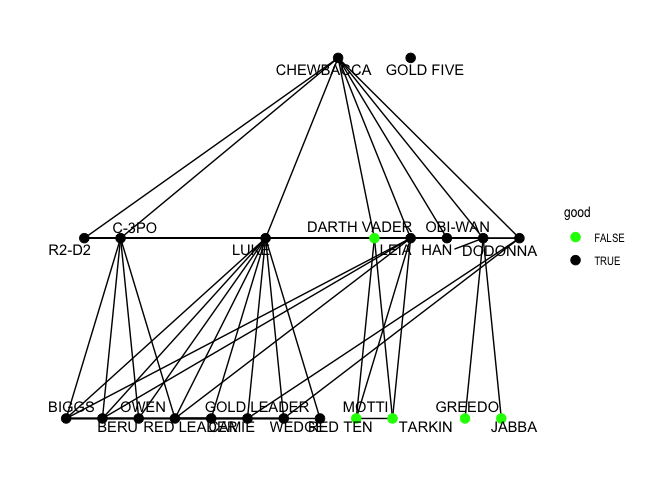 CHEWBACCA GOLD FIVE
C-3PO DARTH VADER OBI-WAN
R2-D2 LUKE LEIA HAN DODONNA
good
FALSE
TRUE
BIGGS OWEN GOLD LEADER MOTTI GREEDO
BERU RED LEADER CAMIE WEDGE RED TEN TARKIN JABBA